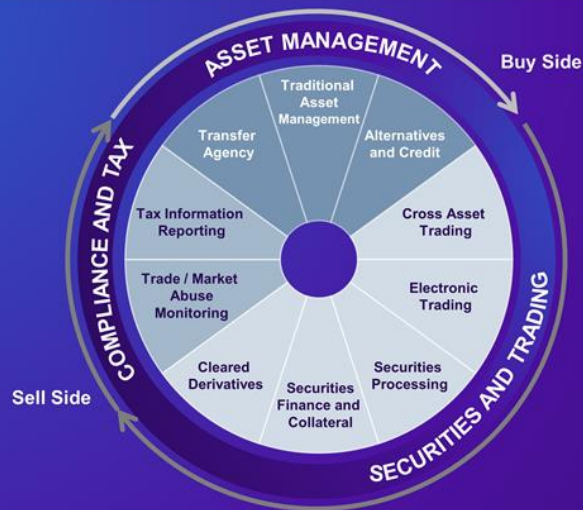 ASSET MANAGEMENT
Buy Side
Traditional
Asset
Management
Transfer
Agency
Alternatives
and Credit
COMPLIANCE AND TAX
Tax Information
Reporting
Cross Asset
Trading
Trade / Market
Abuse
Monitoring
Electronic
Trading
Cleared
Derivatives
Securities
Finance and
Collateral
Securities
Processing
Sell Side
SECURITIES AND TRADING